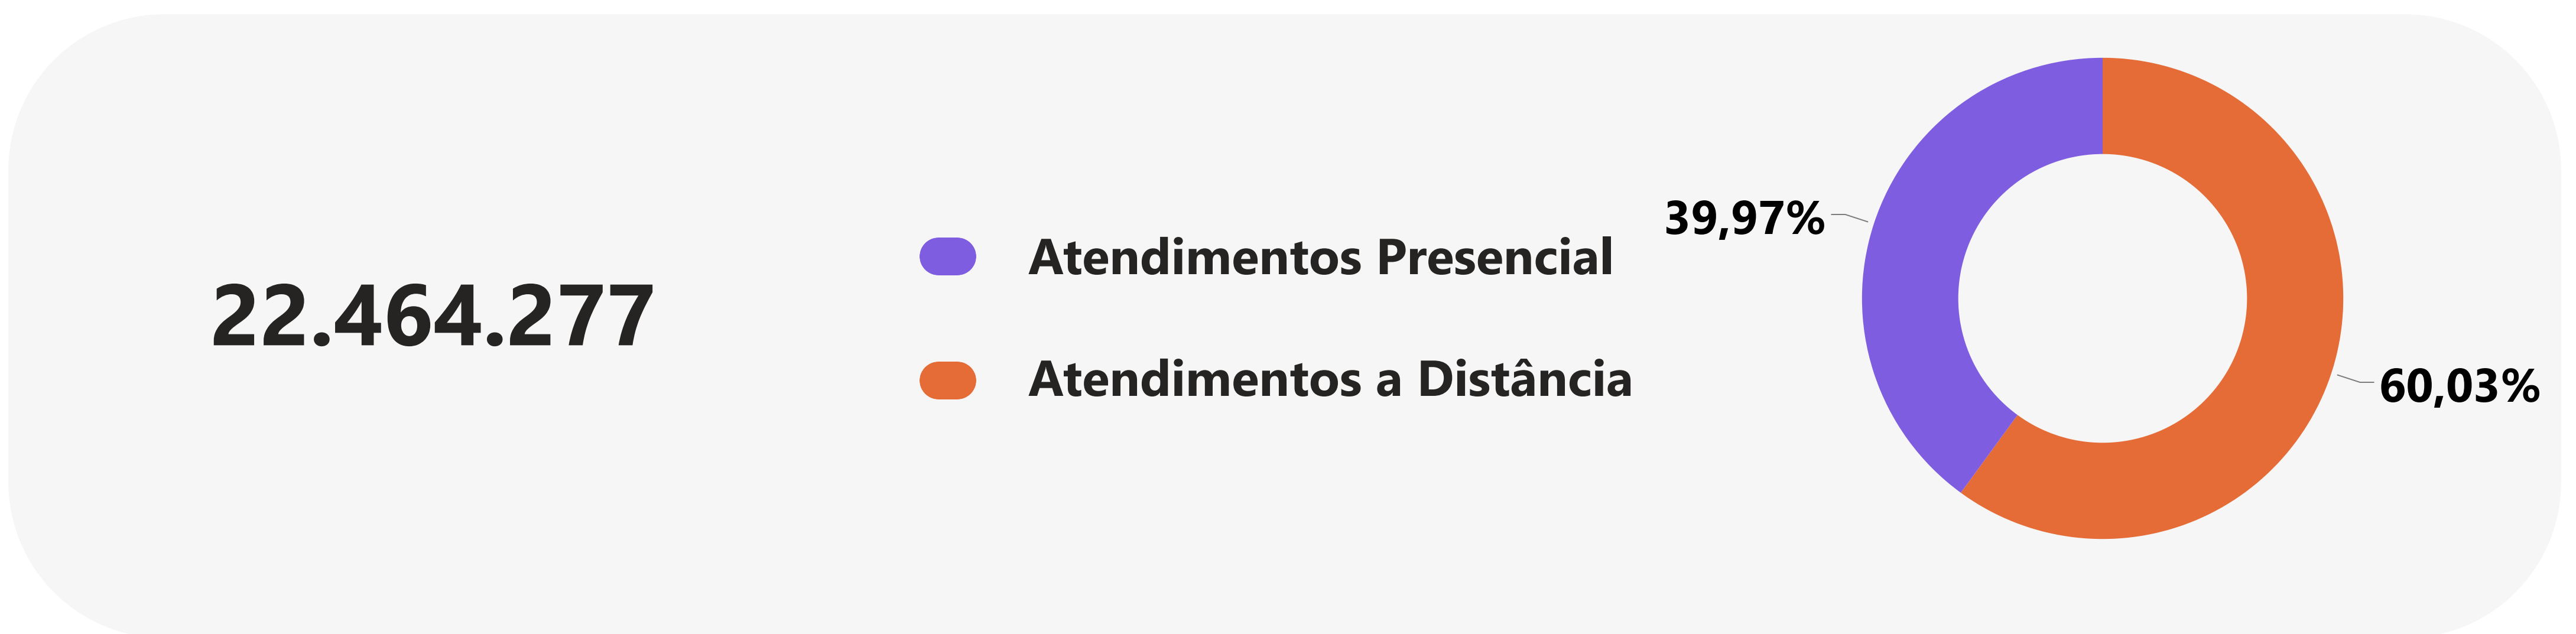 22.464.277
Atendimentos Presencial
Atendimentos a Distância
39,97%
60,03%